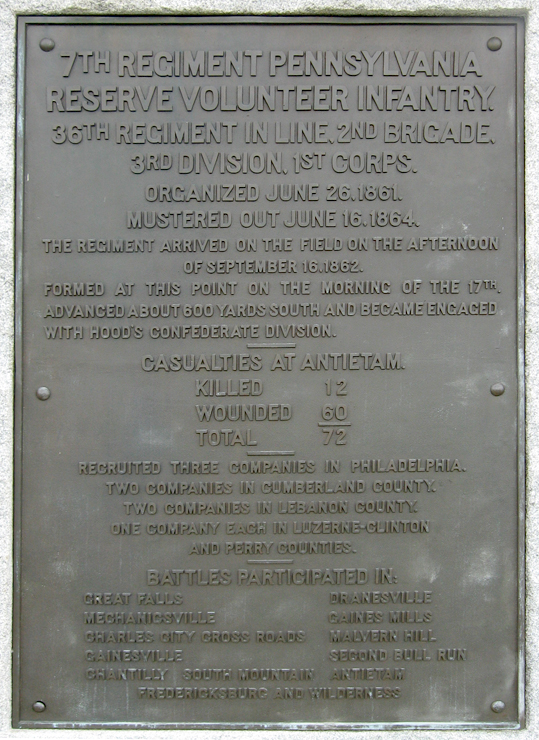 7TH REGIMENT PENNSYLVANIA
RESERVE VOLUNTEER INFANTRY.
36TH REGIMENT IN LINE, 2ND BRIGADE,
3RD DIVISION, 1ST CORPS.
ORGANIZED JUNE 26.1861.
MUSTERED OUT JUNE 16.1864.
THE REGIMENT ARRIVED ON THE FIELD ON THE AFTERNOON
OF SEPTEMBER 16.1862.
FORMED AT THIS POINT ON THE MORNING OF THE 17TH.
ADVANCED ABOUT 600 YARDS SOUTH AND BECAME ENGAGED
WITH HOOD'S CONFEDERATE DIVISION.
CASUALTIES AT ANTIETAM.
KILLED 12
WOUNDED 60
TOTAL 72
RECRUITED THREE COMPANIES IN PHILADELPHIA.
TWO COMPANIES IN CUMBERLAND COUNTY.
TWO COMPANIES IN LEBANON COUNTY.
ONE COMPANY EACH IN LUZERNE-CLINTON
AND PERRY COUNTIES.
BATTLES PARTICIPATED IN:
GREAT FALLS DRANESVILLE
MECHANICSVILLE GAINES MILLS
CHARLES CITY CROSS ROADS MALVERN HILL
GAINESVILLE SECOND BULL RUN
CHANTILLY SOUTH MOUNTAIN ANTIETAM
FREDERICKSBURG AND WILDERNESS